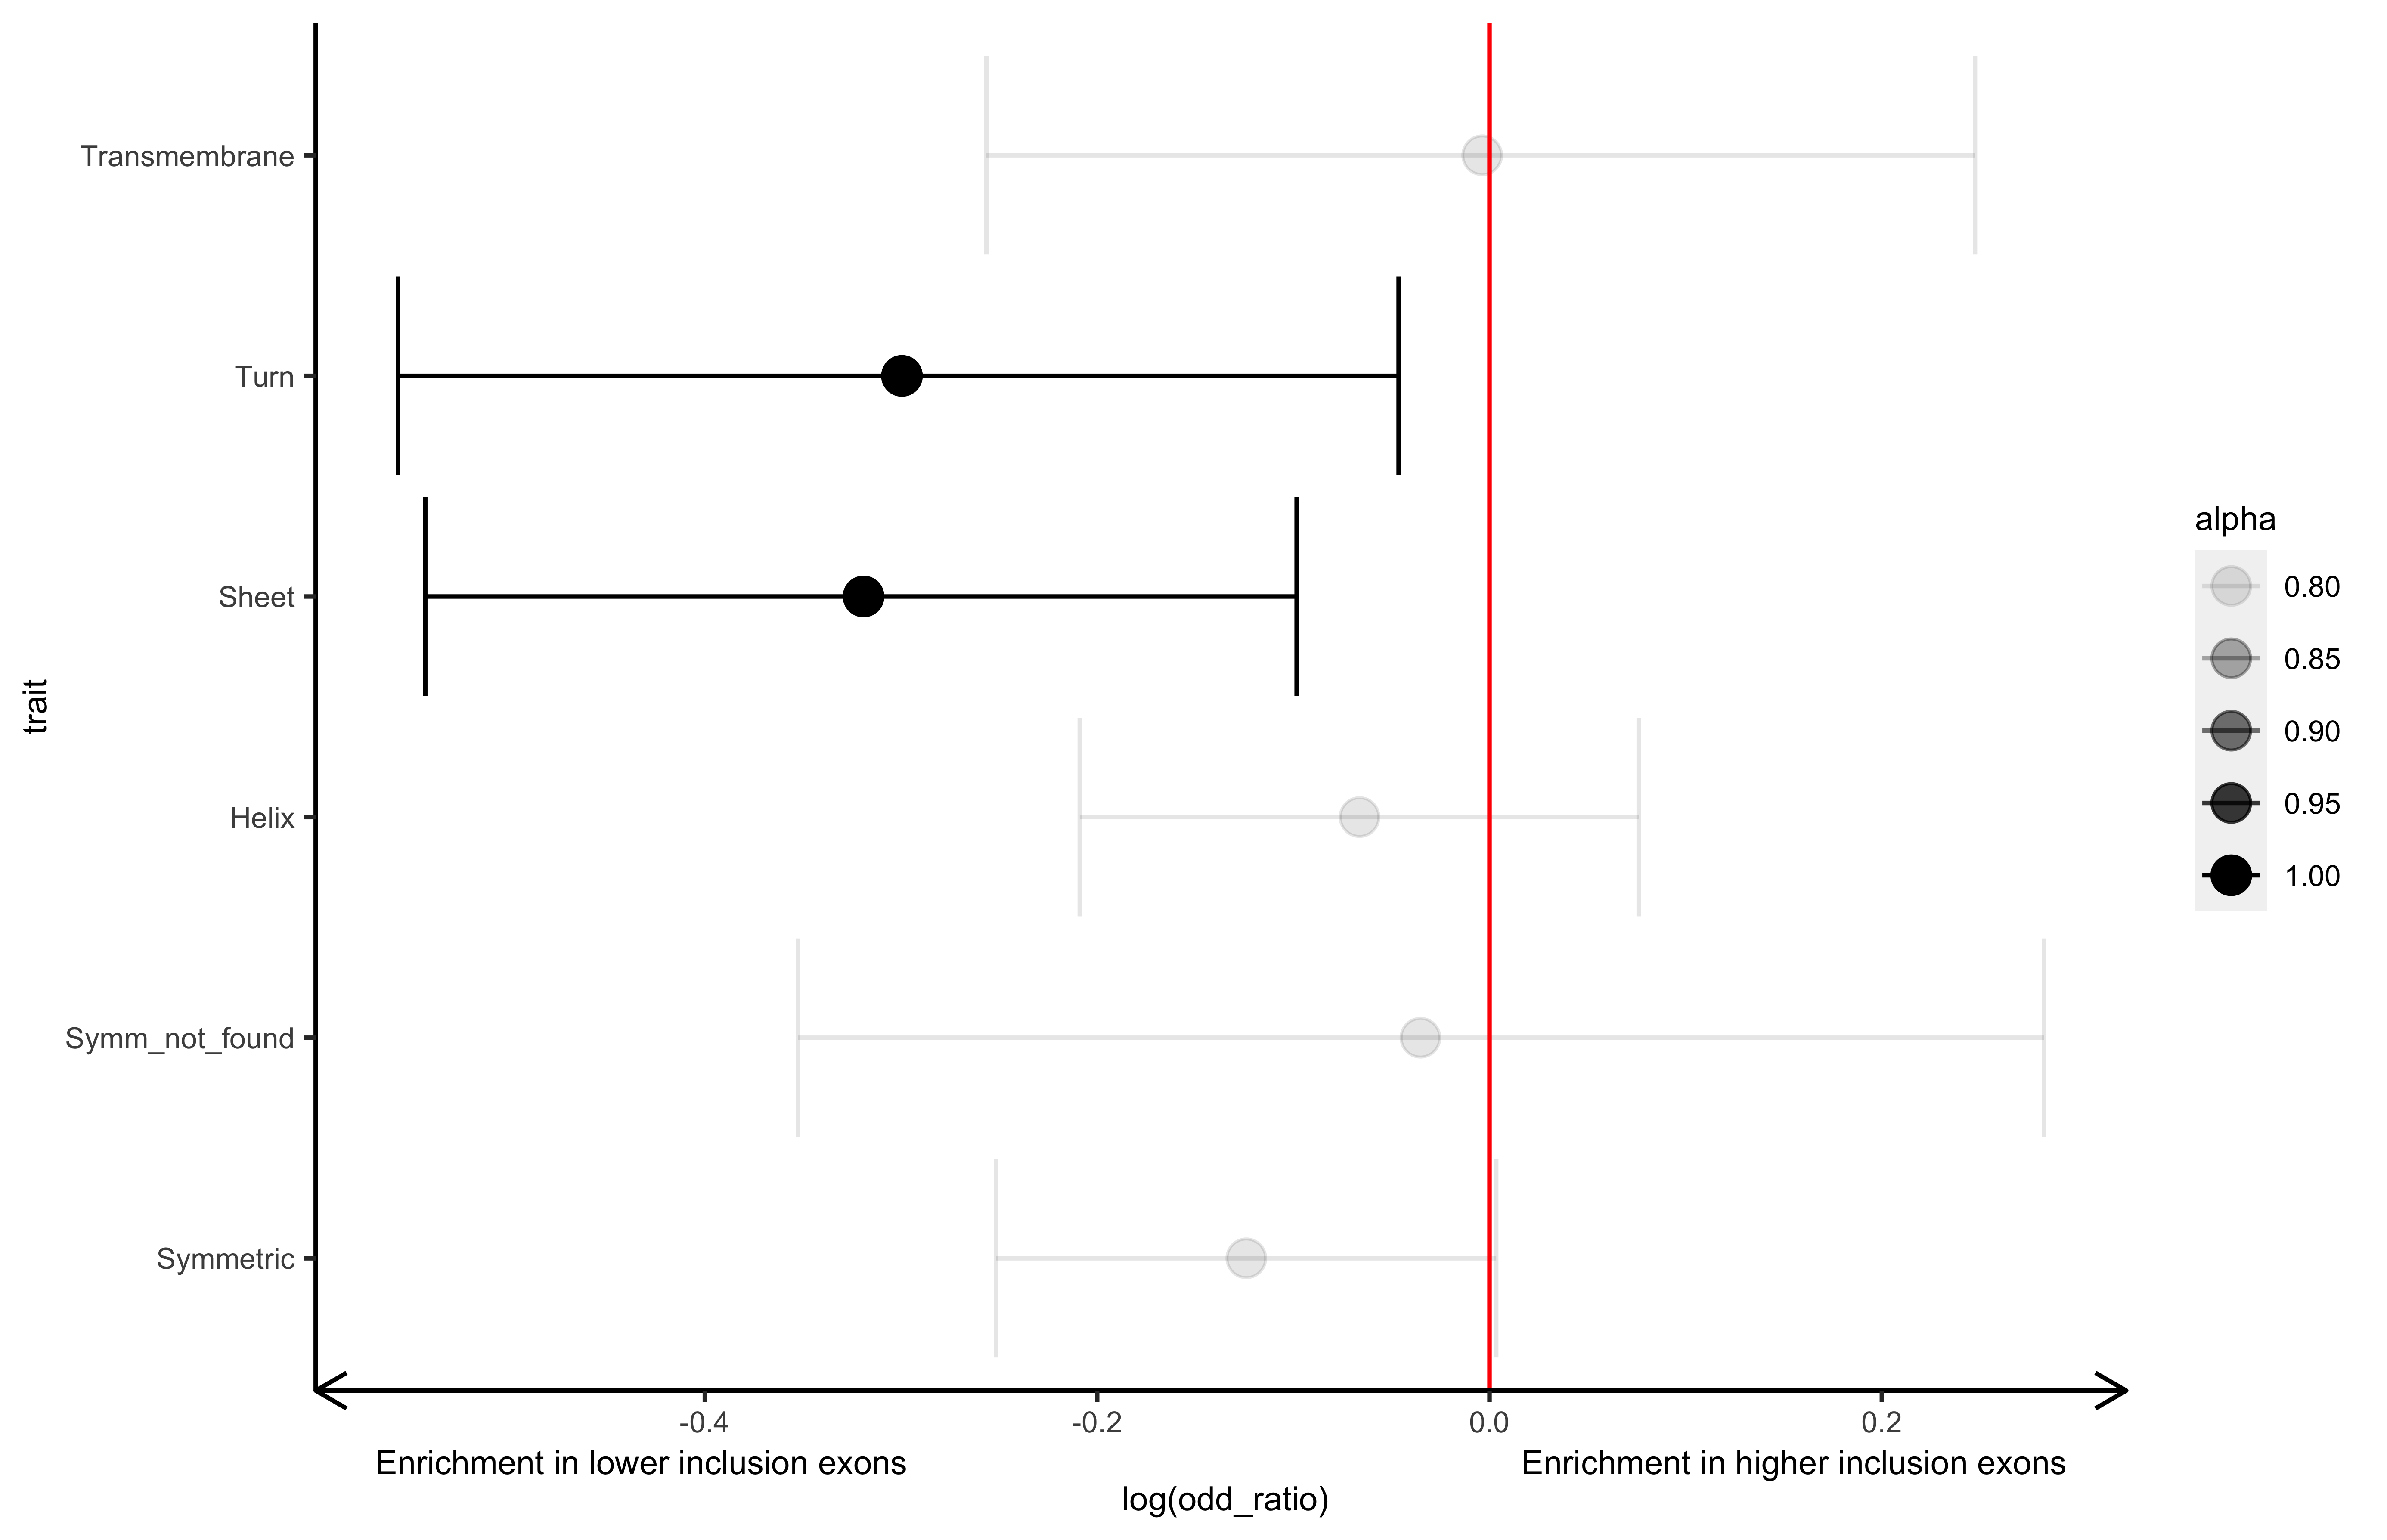 Transmembrane
Turn
Sheet
Helix
Symm_not_found
Symmetric
trait
-0.4
-0.2
0.0
0.2
Enrichment in lower inclusion exons
Enrichment in higher inclusion exons
log(odd_ratio)
alpha
0.80
0.85
0.90
0.95
1.00